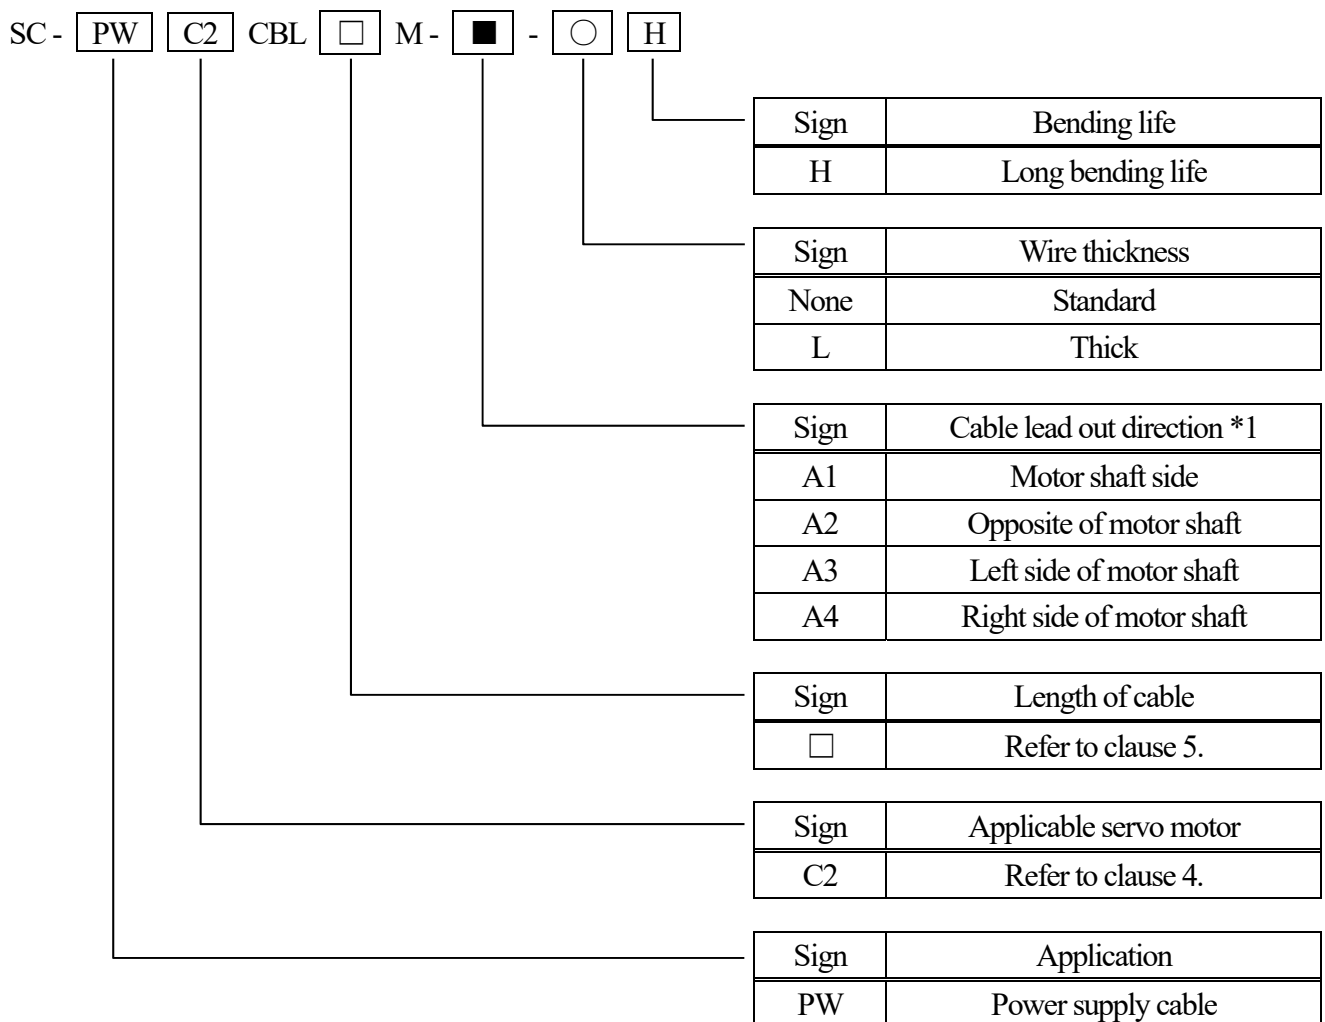 SC - PW C2 CBL □ M - ■ - ○ H
Sign Bending life
H Long bending life
Sign Wire thickness
None Standard
L Thick
Sign Cable lead out direction *1
A1 Motor shaft side
A2 Opposite of motor shaft
A3 Left side of motor shaft
A4 Right side of motor shaft
Sign Length of cable
□ Refer to clause 5.
Sign Applicable servo motor
C2 Refer to clause 4.
Sign Application
PW Power supply cable